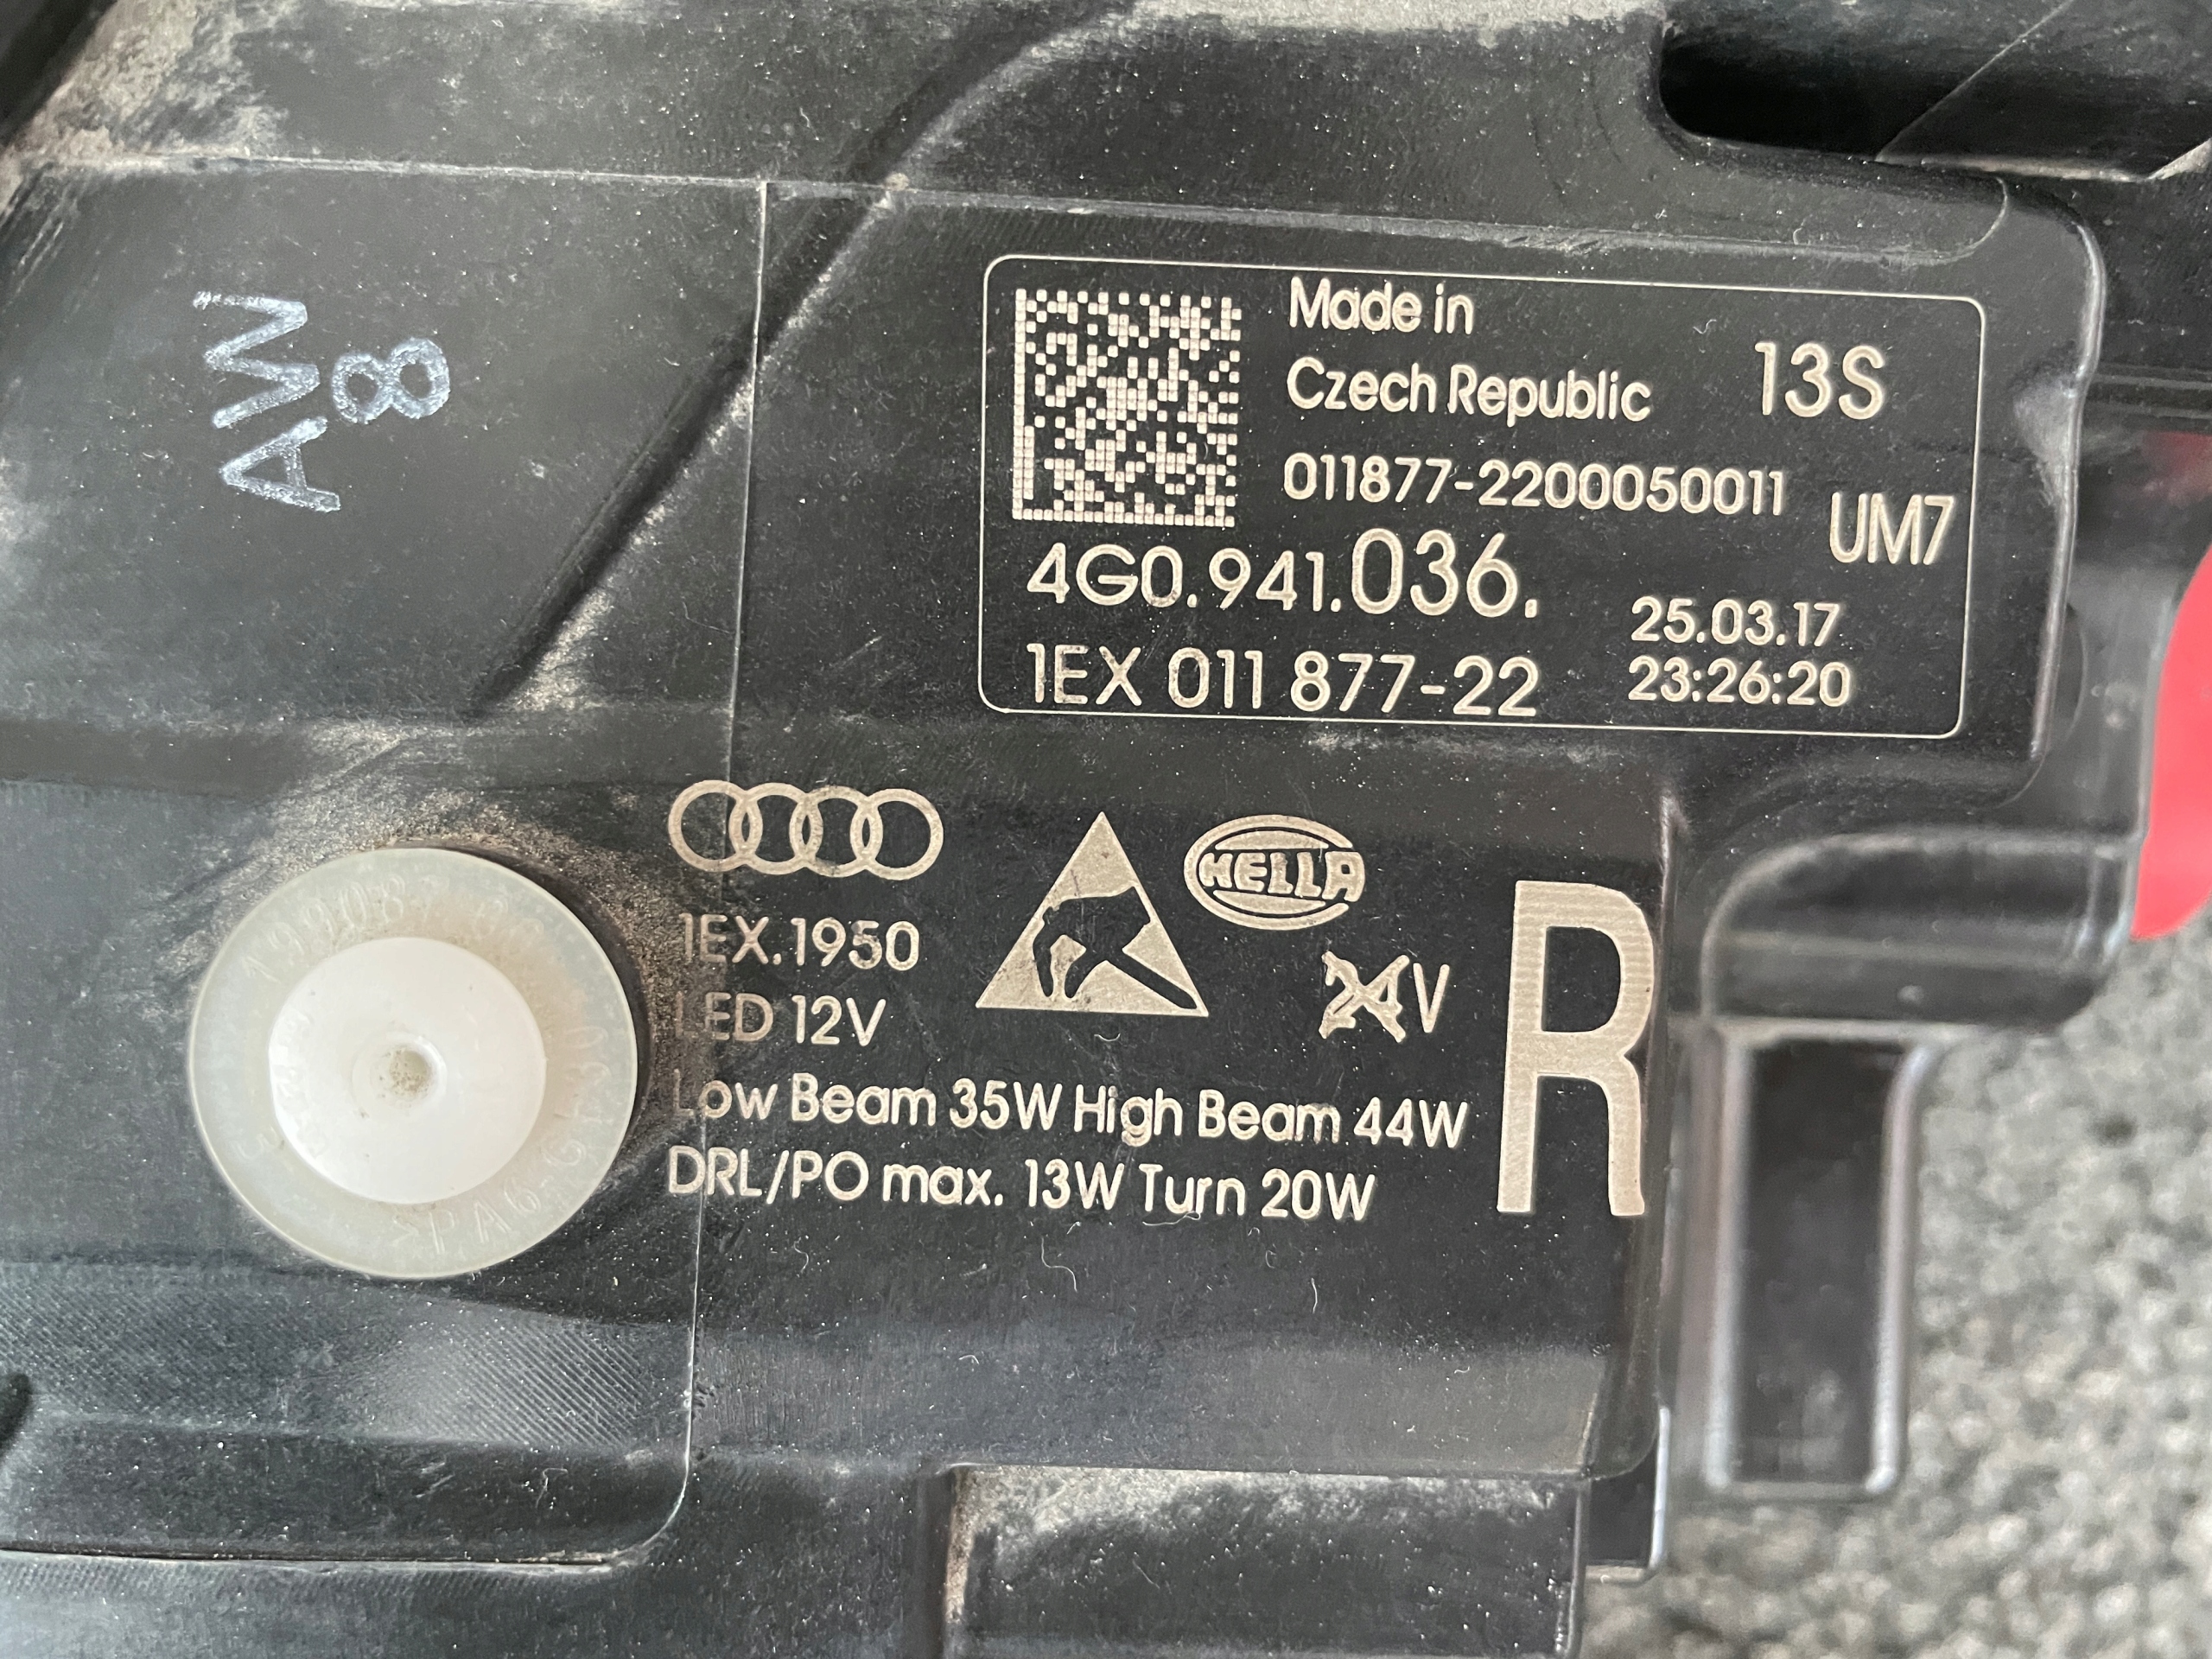 AW
8
Made in
Czech Republic
13S
011877-2200050011
UM7
4G0.941.036.
25.03.17
1EX 011 877-22
23:26:20
HELLA
1EX.1950
24V
LED 12V
R
Low Beam 35W High Beam 44W
DRL/PO max. 13W Turn 20W
>PA6-G